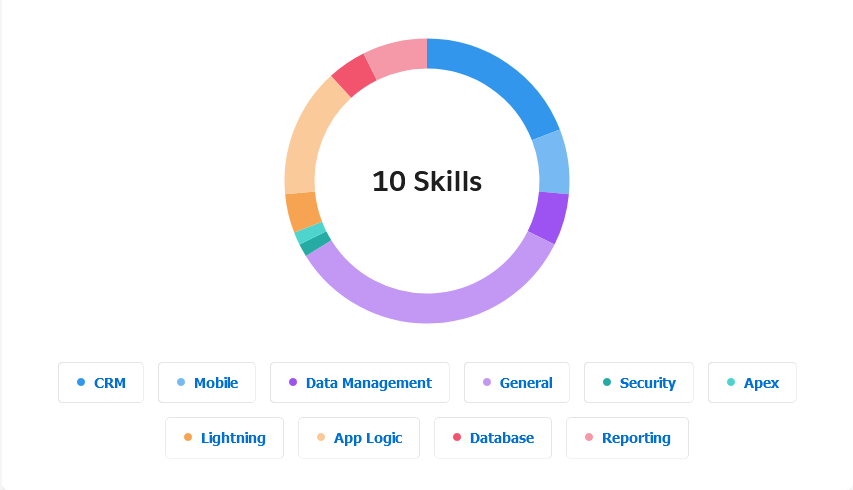 10 Skills
CRM Mobile Data Management General Security Apex
Lightning App Logic Database Reporting